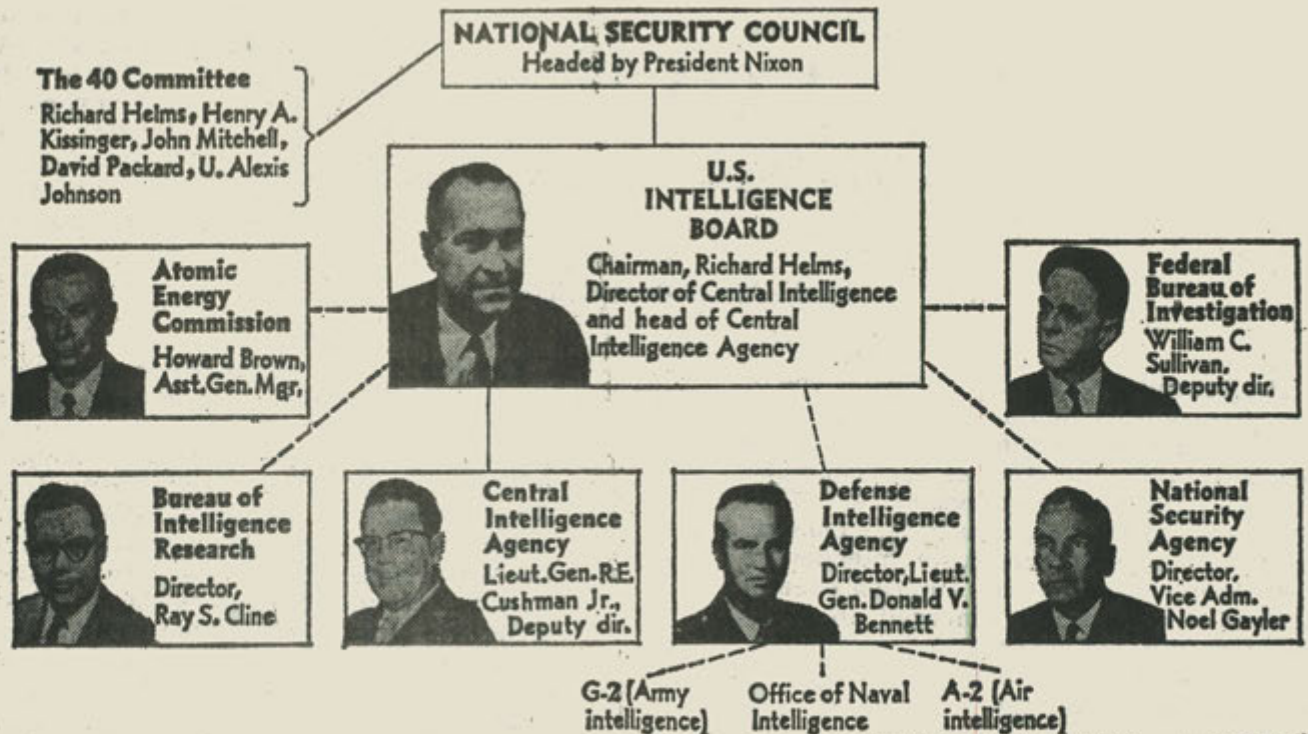 NATIONAL SECURITY COUNCIL
Headed by President Nixon
The 40 Committee
Richard Helms, Henry A.
Kissinger, John Mitchell,
David Packard, U. Alexis
Johnson
U.S.
INTELLIGENCE
BOARD
Chairman, Richard Helms,
Director of Central Intelligence
and head of Central
Intelligence Agency
Atomic
Energy
Commission
Howard Brown,
Asst.Gen.Mgr.
Federal
Bureau of
Investigation
William C.
Sullivan.
Deputy dir.
Bureau of
Intelligence
Research
Director,
Ray S. Cline
Central
Intelligence
Agency
Lieut.Gen.R.E.
Cushman Jr.,
Deputy dir.
Defense
Intelligence
Agency
Director, Lieut.
Gen. Donald V.
Bennett
National
Security
Agency
Director.
Vice Adm.
Noel Gayler
G-2 (Army
intelligence)
Office of Naval
Intelligence
A-2 (Air
intelligence)